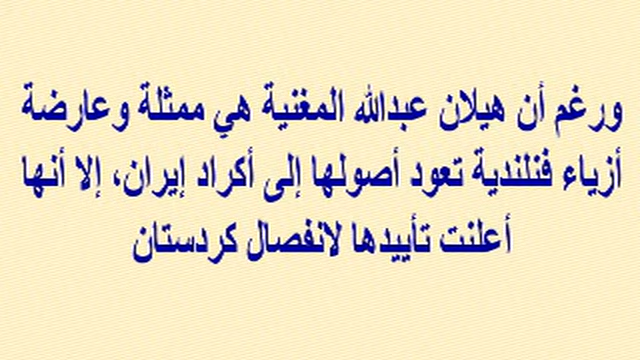 ورغم أن هيلان عبدالله المغنية هي ممثلة وعارضة
أزياء فنلندية تعود أصولها إلى أكراد إيران، إلا أنها
أعلنت تأييدها لانفصال كردستان